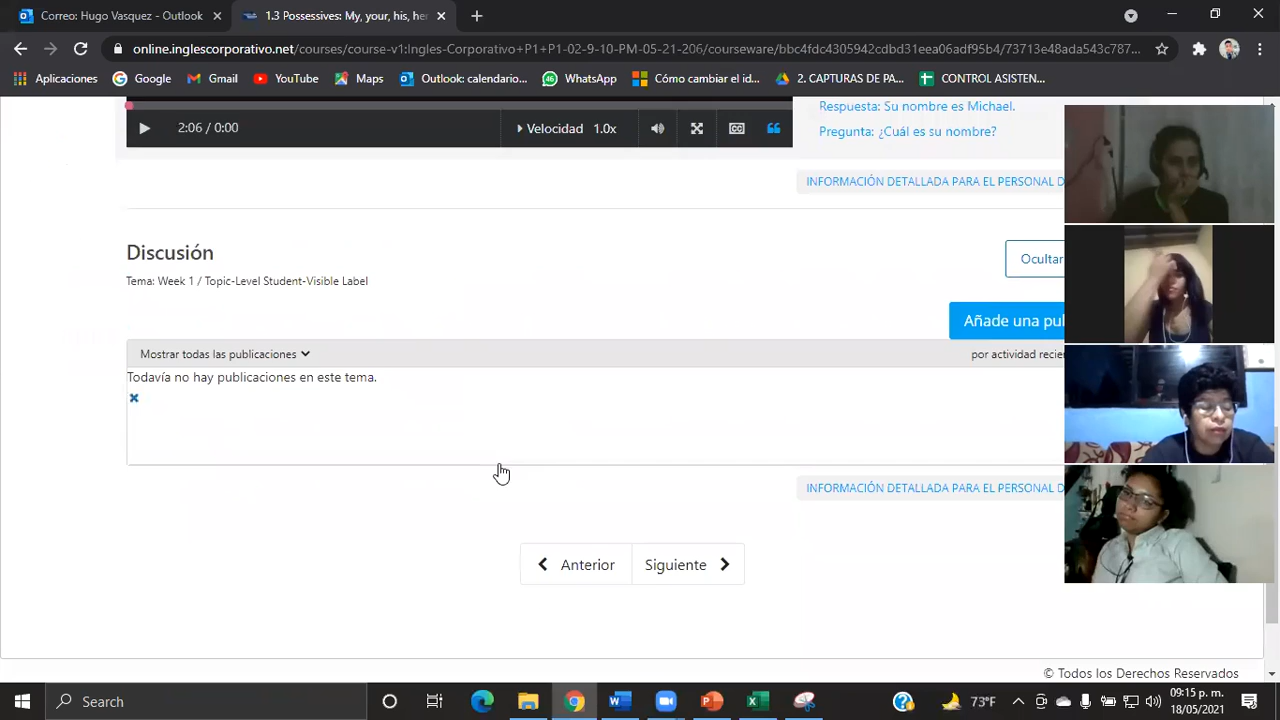 Correo: Hugo Vasquez - Outlook
1.3 Possessives: My, your, his, her
online.inglescorporativo.net/courses/course-v1:Ingles-Corporativo+P1+P1-02-9-10-PM-05-21-206/courseware/bbc4fdc4305942cdbd31eea06adf95b4/73713e48ada543c787...
Aplicaciones
Google
Gmail
YouTube
Maps
Outlook: calendario...
46
WhatsApp
Cómo cambiar el id...
2. CAPTURAS DE PA...
CONTROL ASISTEN...
Respuesta: Su nombre es Michael.
2:06 / 0:00
Velocidad 1.0x
Pregunta: ¿Cuál es su nombre?
INFORMACIÓN DETALLADA PARA EL PERSONAL D
Discusión
Ocultar
Tema: Week 1 / Topic-Level Student-Visible Label
Añade una pul
Mostrar todas las publicaciones
por actividad recien
Todavía no hay publicaciones en este tema.
INFORMACIÓN DETALLADA PARA EL PERSONAL D
Anterior
Siguiente
© Todos los Derechos Reservados
Search
73°F
09:15 p. m.
18/05/2021